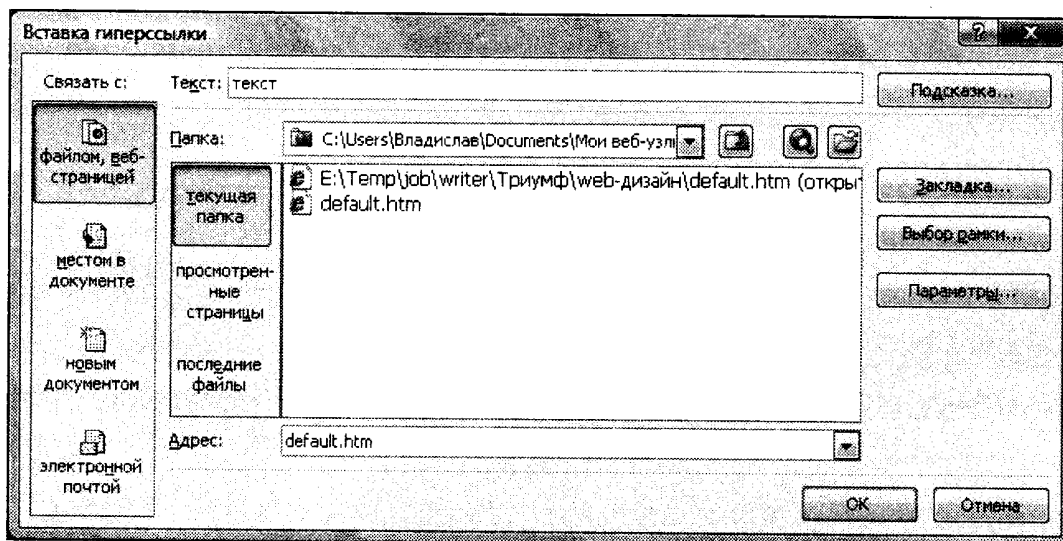 Вставка гиперссылки
Связать с:
Текст: текст
Подсказка...
файлом, веб-
страницей
Папка:
C:\Users\Владислав\Documents\Мои веб-узл
текущая
папка
E:\Temp\job\writer\Триумф\web-дизайн\default.htm (откры
default.htm
Закладка...
Выбор рамки...
местом в
документе
просмотрен-
ные
страницы
Параметры...
новым
документом
последние
файлы
Адрес:
default.htm
электронной
почтой
OK
Отмена